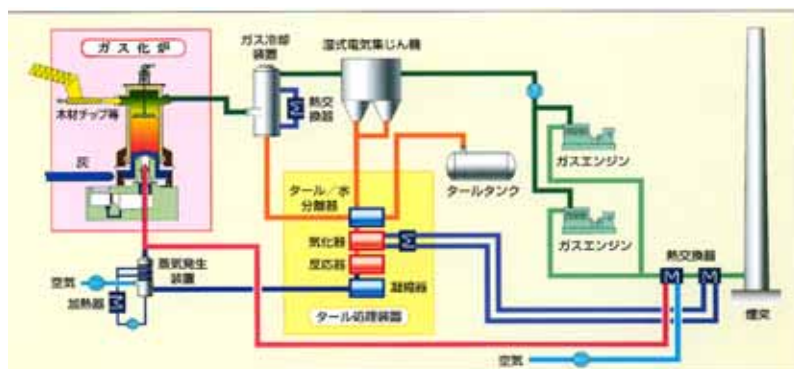 ガス化炉
木材チップ等
灰
空気
加熱器
蒸気発生
装置
ガス冷却
装置
熱交
換器
湿式電気集じん機
タール/水
分離器
気化器
反応器
凝縮器
タール処理装置
タールタンク
ガスエンジン
ガスエンジン
熱交換器
空気
煙突